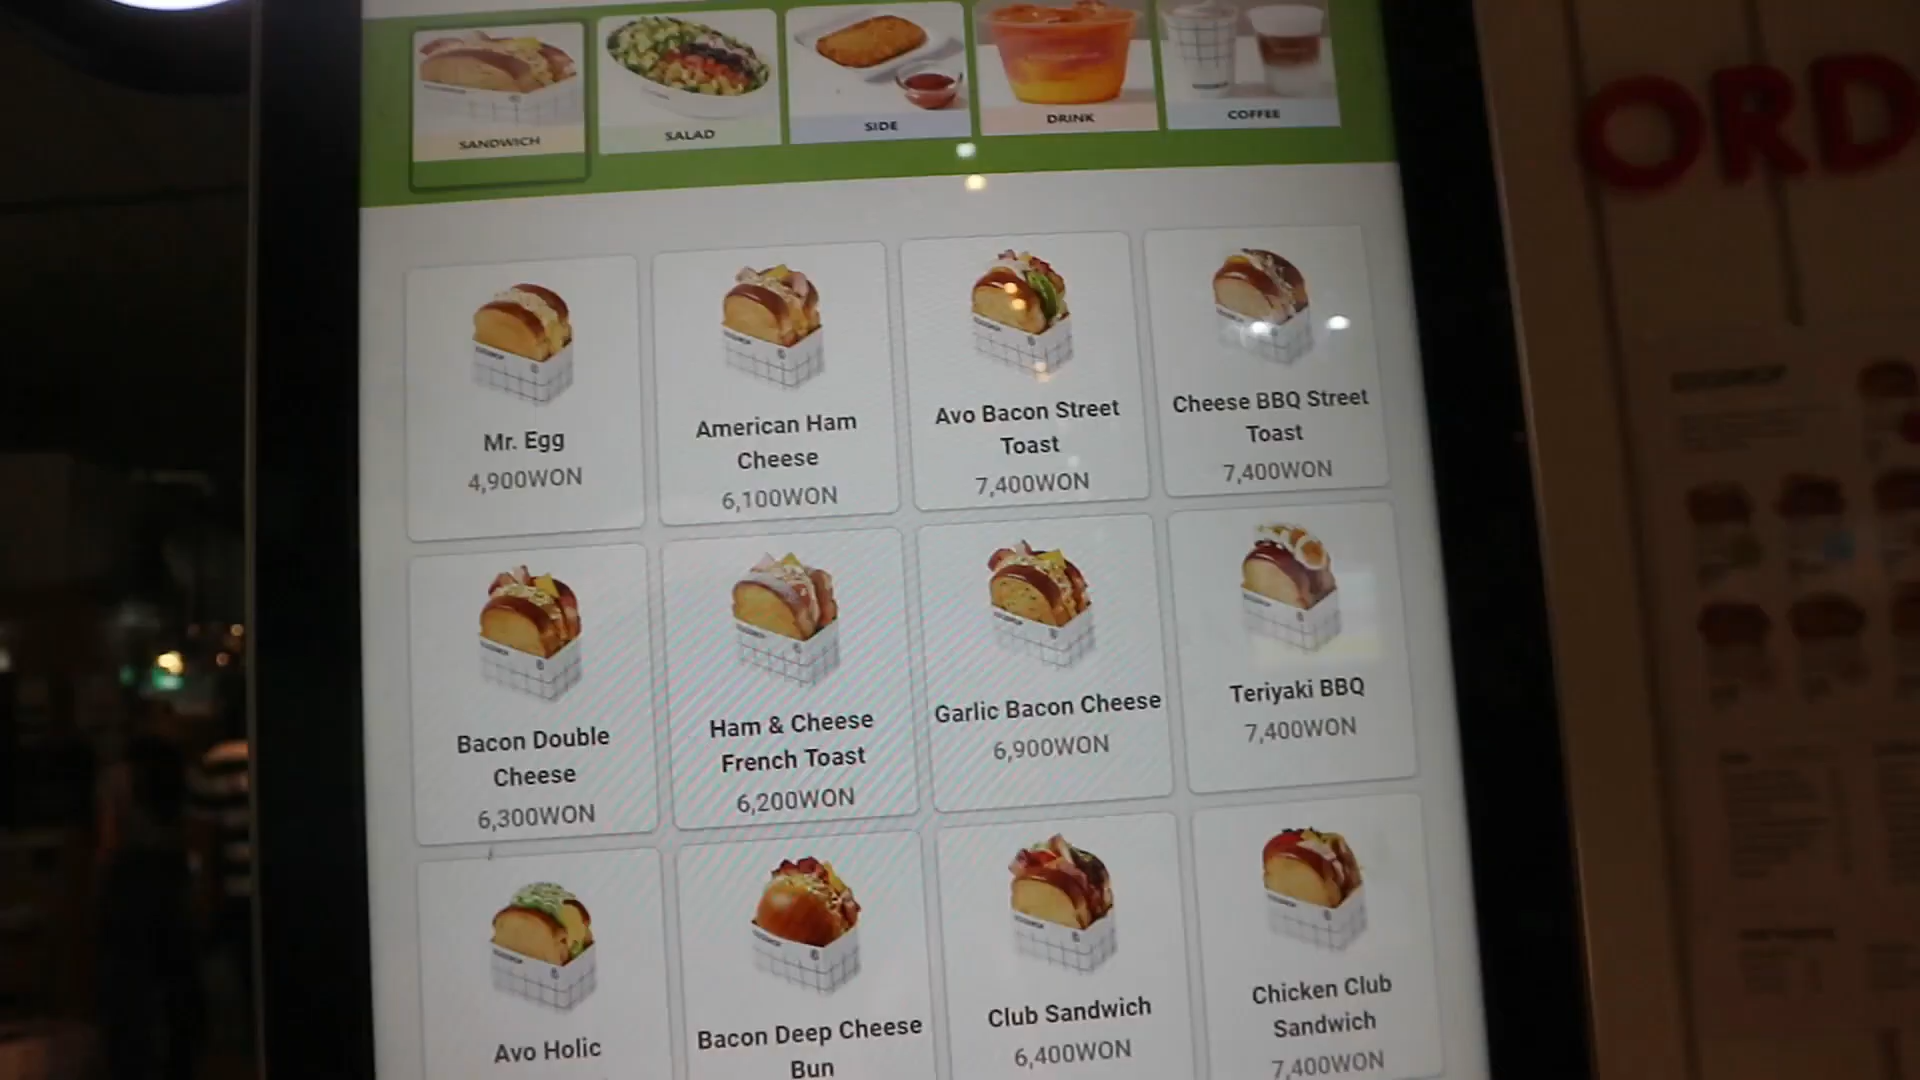 SANDWICH
SALAD
SIDE
DRINK
COFFEE
ORD
Mr. Egg
4,900WON
American Ham
Cheese
6,100WON
Avo Bacon Street
Toast
7,400WON
Cheese BBQ Street
Toast
7,400WON
Bacon Double
Cheese
6,300WON
Ham & Cheese
French Toast
6,200WON
Garlic Bacon Cheese
6,900WON
Teriyaki BBQ
7,400WON
Avo Holic
Bacon Deep Cheese
Bun
Club Sandwich
6,400WON
Chicken Club
Sandwich
7,400WON